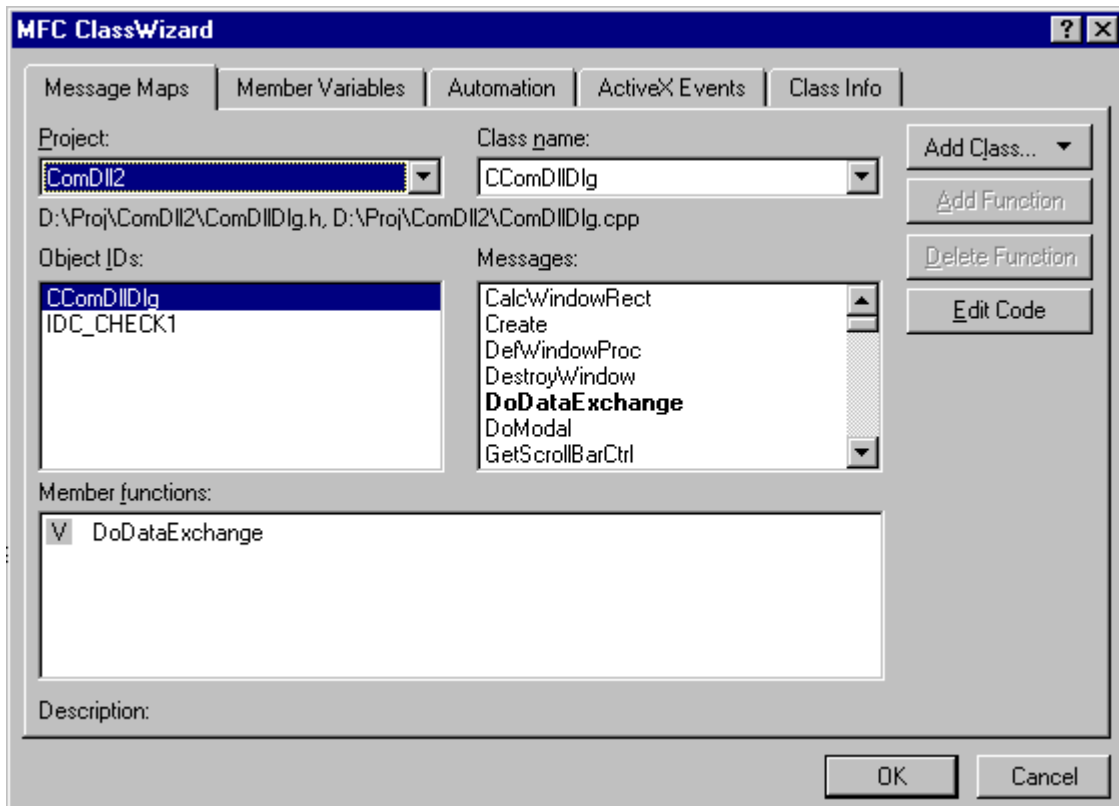 MFC ClassWizard
Message Maps Member Variables Automation ActiveX Events Class Info
Project: Class name:
ComDll2 CComDllDlg Add Class...
D:\Proj\ComDll2\ComDllDlg.h, D:\Proj\ComDll2\ComDllDlg.cpp Add Function
Object IDs: Messages: Delete Function
CComDllDlg CalcWindowRect Edit Code
IDC_CHECK1 Create
DefWindowProc
DestroyWindow
DoDataExchange
DoModal
GetScrollBarCtrl
Member functions:
V DoDataExchange
Description:
OK Cancel